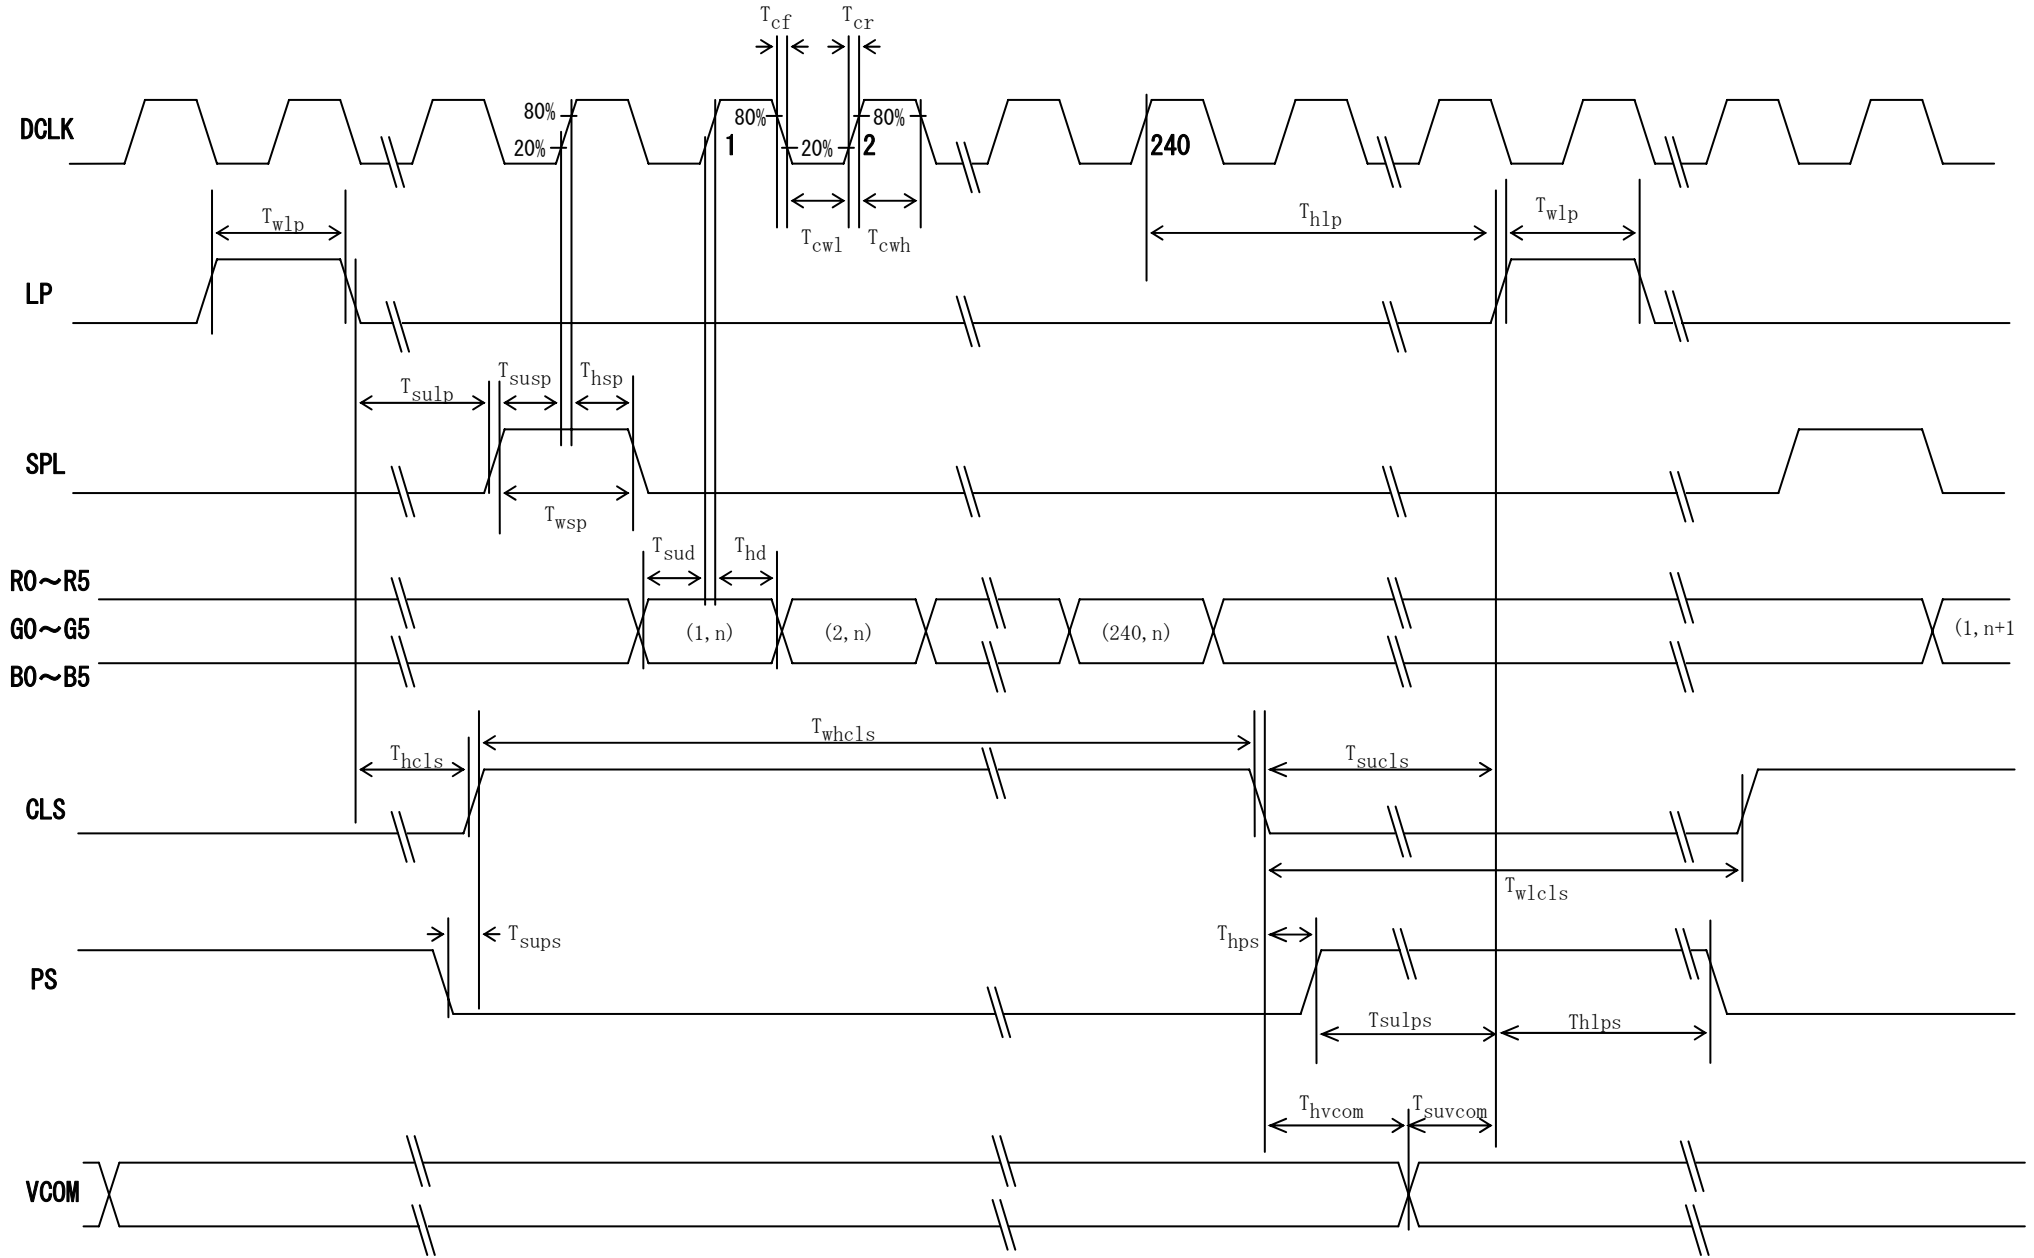 Tcf Tcr
DCLK 80% 20% 1 80% 20% 2 80% 240
Twlp Tcwl Tcwh Thlp Twlp
LP
Tsulp Tsusp Thsp
SPL
Twsp
Tsud Thd
R0～R5
G0～G5 (1,n) (2,n) (240,n) (1,n+1
B0～B5
Twhcls
Thcls Tsucls
CLS
Twlcls
Tsups Thps
PS
Tsulps Thlps
Thvcom Tsuvcom
VCOM